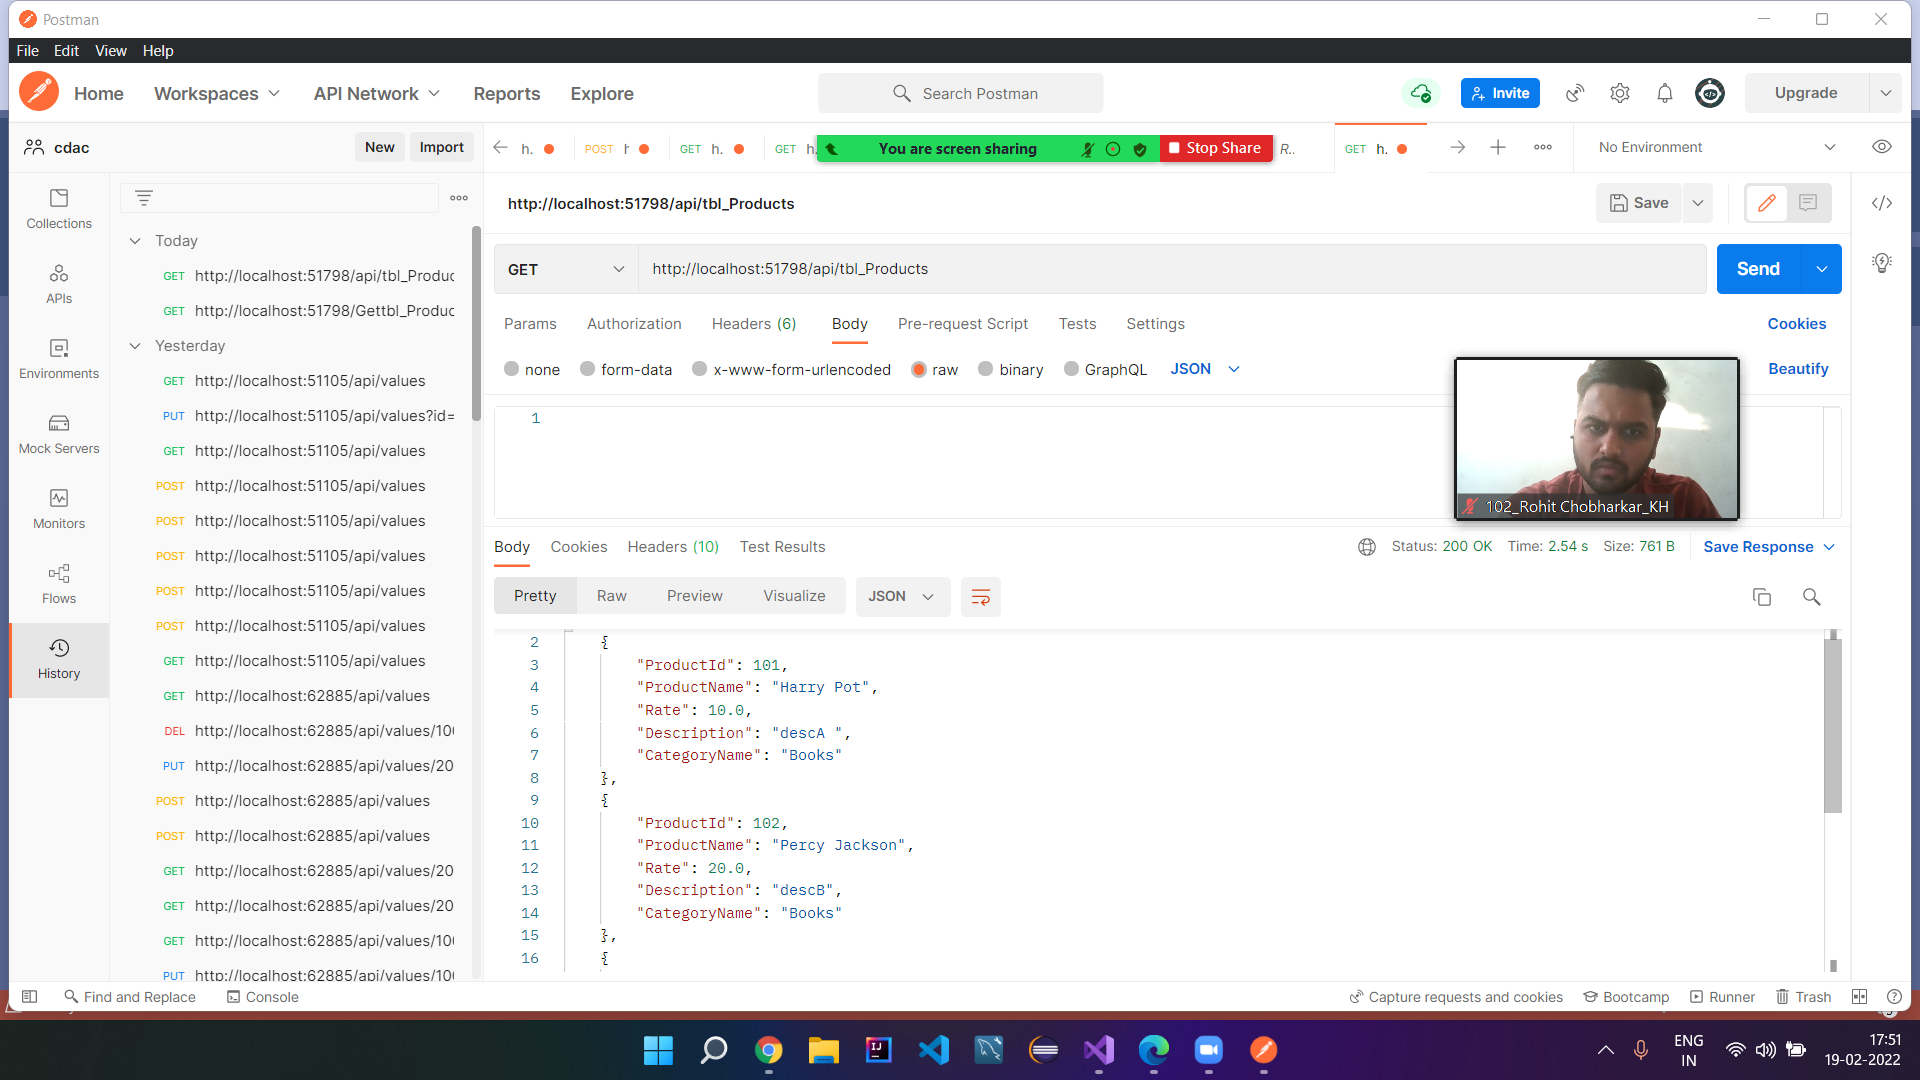 Postman
File Edit View Help
Home Workspaces API Network Reports Explore Search Postman Invite Upgrade
cdac New Import
h. POST h GET h. GET h. You are screen sharing Stop Share R.. GET h. No Environment
Collections
APIs
Environments
Mock Servers
Monitors
Flows
History
Today
GET http://localhost:51798/api/tbl_Produc
GET http://localhost:51798/Gettbl_Produc
Yesterday
GET http://localhost:51105/api/values
PUT http://localhost:51105/api/values?id=
GET http://localhost:51105/api/values
POST http://localhost:51105/api/values
POST http://localhost:51105/api/values
POST http://localhost:51105/api/values
POST http://localhost:51105/api/values
POST http://localhost:51105/api/values
GET http://localhost:51105/api/values
GET http://localhost:62885/api/values
DEL http://localhost:62885/api/values/10
PUT http://localhost:62885/api/values/20
POST http://localhost:62885/api/values
POST http://localhost:62885/api/values
GET http://localhost:62885/api/values/20
GET http://localhost:62885/api/values/20
GET http://localhost:62885/api/values/10
PUT http://localhost:62885/api/values/10
http://localhost:51798/api/tbl_Products Save
GET http://localhost:51798/api/tbl_Products Send
Params Authorization Headers (6) Body Pre-request Script Tests Settings Cookies
none form-data x-www-form-urlencoded raw binary GraphQL JSON Beautify
1
102_Rohit Chobharkar_KH
Body Cookies Headers (10) Test Results Status: 200 OK Time: 2.54 s Size: 761 B Save Response
Pretty Raw Preview Visualize JSON
2 {
3 "ProductId": 101,
4 "ProductName": "Harry Pot",
5 "Rate": 10.0,
6 "Description": "descA ",
7 "CategoryName": "Books"
8 },
9 {
10 "ProductId": 102,
11 "ProductName": "Percy Jackson",
12 "Rate": 20.0,
13 "Description": "descB",
14 "CategoryName": "Books"
15 },
16 {
Find and Replace Console Capture requests and cookies Bootcamp Runner Trash
ENG
IN
17:51
19-02-2022